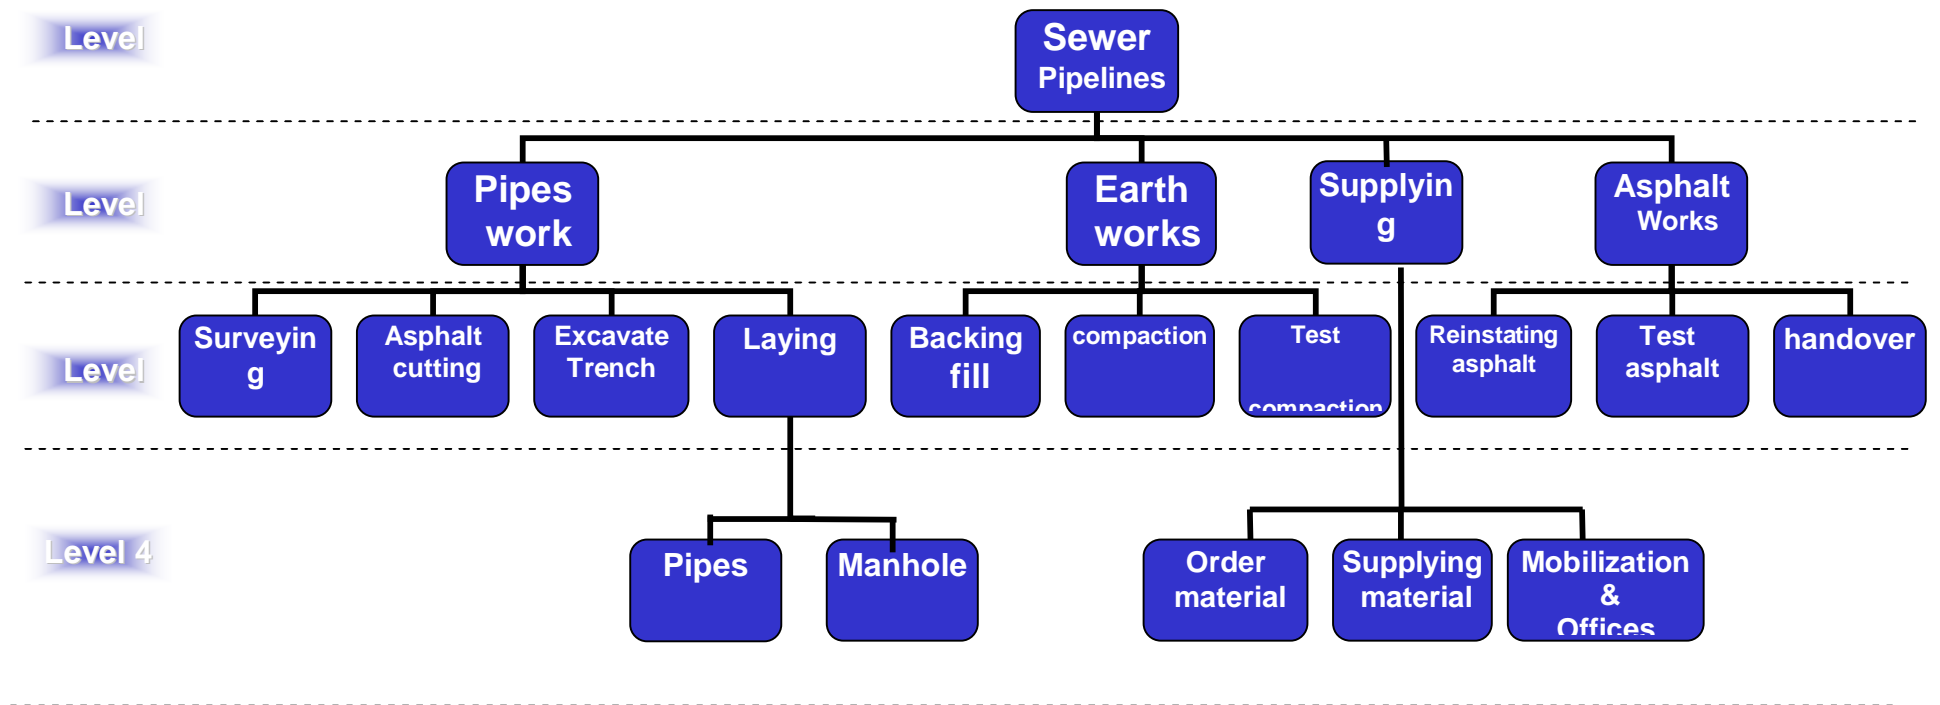 Level
Sewer
Pipelines
Level
Pipes
work
Earth
works
Supplyin
g
Asphalt
Works
Level
Surveyin
g
Asphalt
cutting
Excavate
Trench
Laying
Backing
fill
compaction
Test
compaction
Reinstating
asphalt
Test
asphalt
handover
Level 4
Pipes
Manhole
Order
material
Supplying
material
Mobilization
&
Offices